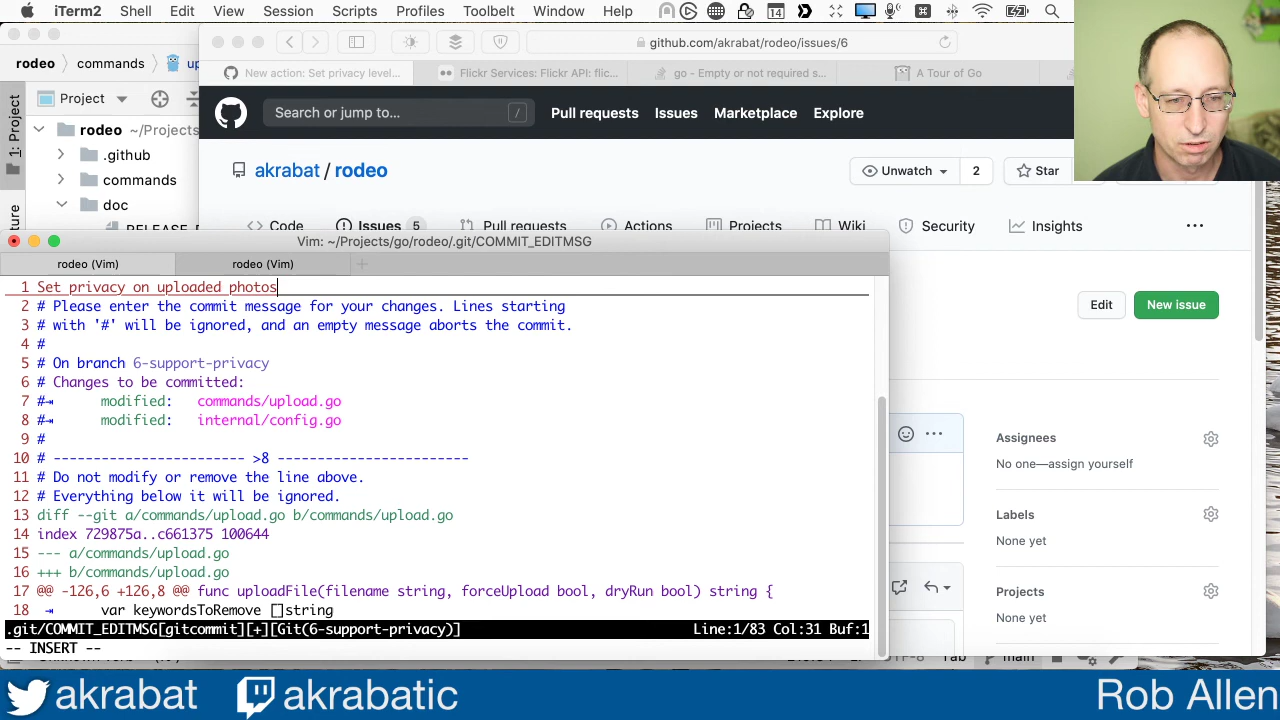 iTerm2 Shell Edit View Session Scripts Profiles Toolbelt Window Help
14
rodeo commands up
github.com/akrabat/rodeo/issues/6
New action: Set privacy level... Flickr Services: Flickr API: flic... go - Empty or not required s... A Tour of Go
1: Project
Project
Search or jump to... / Pull requests Issues Marketplace Explore
rodeo ~/Projects
.github
commands
doc
akrabat / rodeo
Unwatch 2 Star
Code Issues 5 Pull requests Actions Projects Wiki Security Insights ...
Vim: ~/Projects/go/rodeo/.git/COMMIT_EDITMSG
rodeo (Vim) rodeo (Vim) +
1 Set privacy on uploaded photos
2 # Please enter the commit message for your changes. Lines starting
3 # with '#' will be ignored, and an empty message aborts the commit.
4 #
5 # On branch 6-support-privacy
6 # Changes to be committed:
7 #⇥ modified: commands/upload.go
8 #⇥ modified: internal/config.go
9 #
10 # ------------------------ >8 ------------------------
11 # Do not modify or remove the line above.
12 # Everything below it will be ignored.
13 diff --git a/commands/upload.go b/commands/upload.go
14 index 729875a..c661375 100644
15 --- a/commands/upload.go
16 +++ b/commands/upload.go
17 @@ -126,6 +126,8 @@ func uploadFile(filename string, forceUpload bool, dryRun bool) string {
18 ⇥ var keywordsToRemove []string
.git/COMMIT_EDITMSG[gitcommit][+][Git(6-support-privacy)] Line:1/83 Col:31 Buf:1
-- INSERT --
Edit New issue
Assignees
No one—assign yourself
Labels
None yet
Projects
None yet
Tab main
akrabat akrabatic Rob Allen